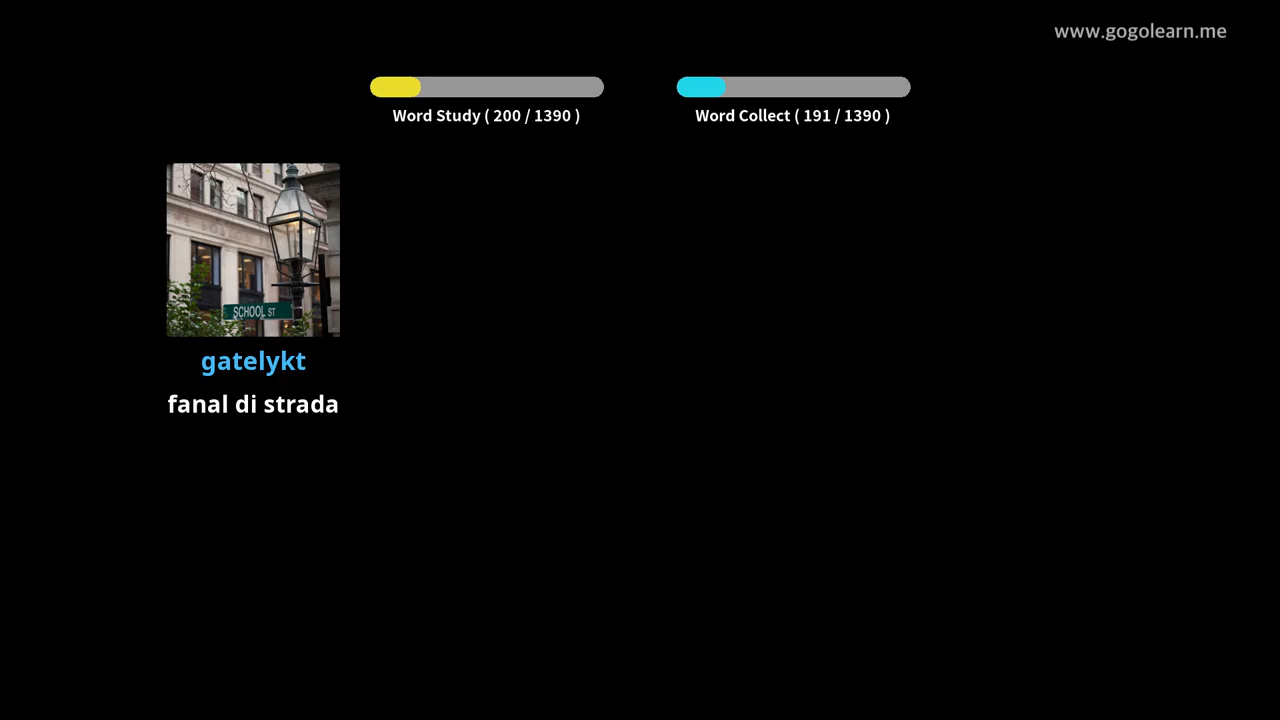 www.gogolearn.me
Word Study ( 200 / 1390 )
Word Collect ( 191 / 1390 )
SCHOOL ST
gatelykt
fanal di strada